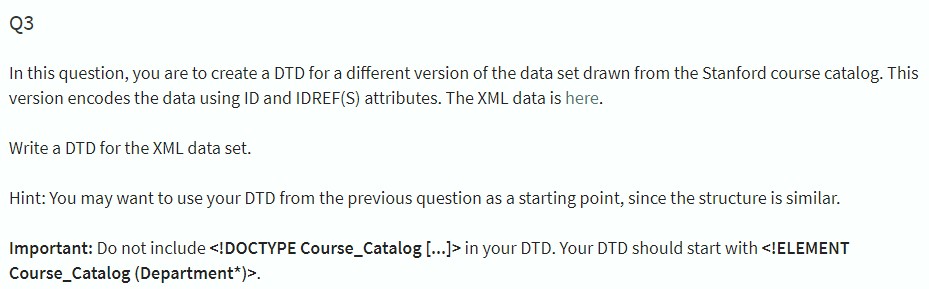 Q3
In this question, you are to create a DTD for a different version of the data set drawn from the Stanford course catalog. This
version encodes the data using ID and IDREF(S) attributes. The XML data is here.
Write a DTD for the XML data set.
Hint: You may want to use your DTD from the previous question as a starting point, since the structure is similar.
Important: Do not include <!DOCTYPE Course_Catalog [...]> in your DTD. Your DTD should start with <!ELEMENT
Course_Catalog (Department*)>.